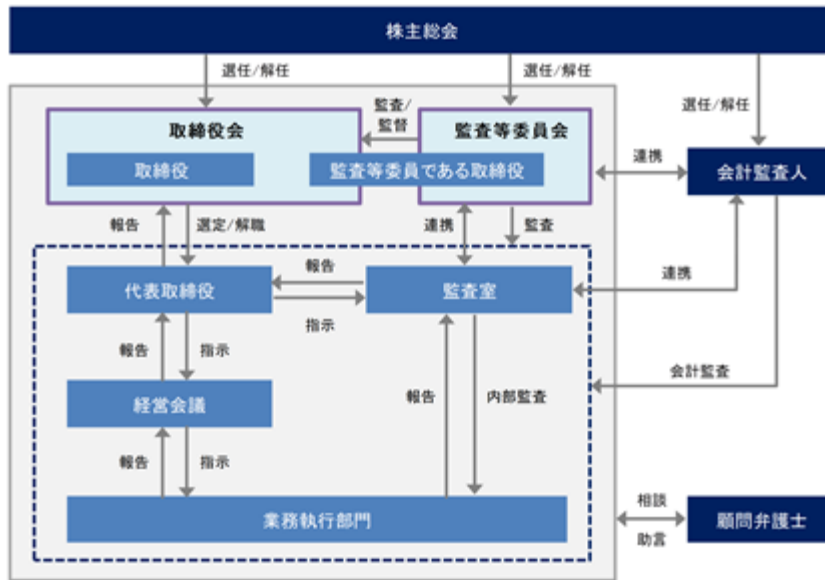 株主総会
選任/解任
選任/解任
選任/解任
取締役会
監査/
監督
監査等委員会
取締役
監査等委員である取締役
連携
会計監査人
報告
選定/解職
連携
監査
代表取締役
報告
指示
監査室
連携
報告
指示
会計監査
経営会議
報告
内部監査
報告
指示
業務執行部門
相談
助言
顧問弁護士